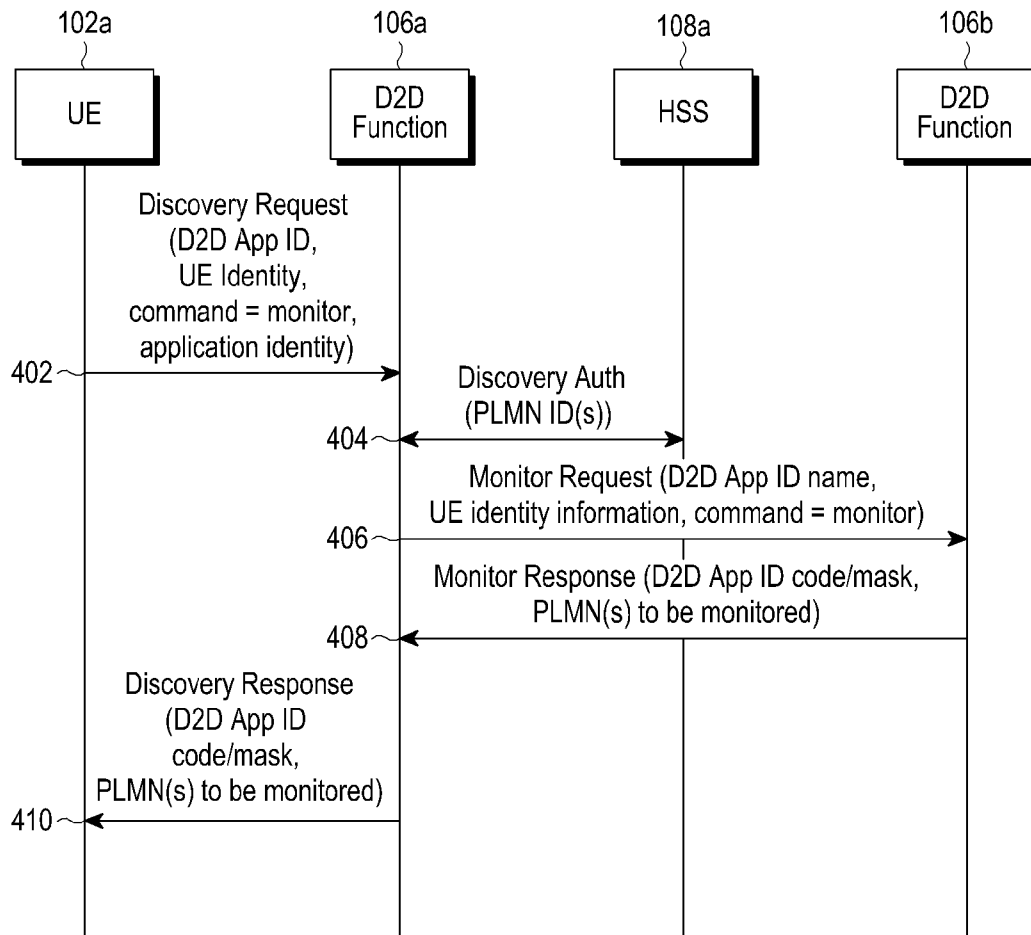 102a
106a
108a
106b
UE
D2D
Function
HSS
D2D
Function
Discovery Request
(D2D App ID,
UE Identity,
command = monitor,
application identity)
402
Discovery Auth
(PLMN ID(s))
404
Monitor Request (D2D App ID name,
UE identity information, command = monitor)
406
Monitor Response (D2D App ID code/mask,
PLMN(s) to be monitored)
408
Discovery Response
(D2D App ID
code/mask,
PLMN(s) to be monitored)
410